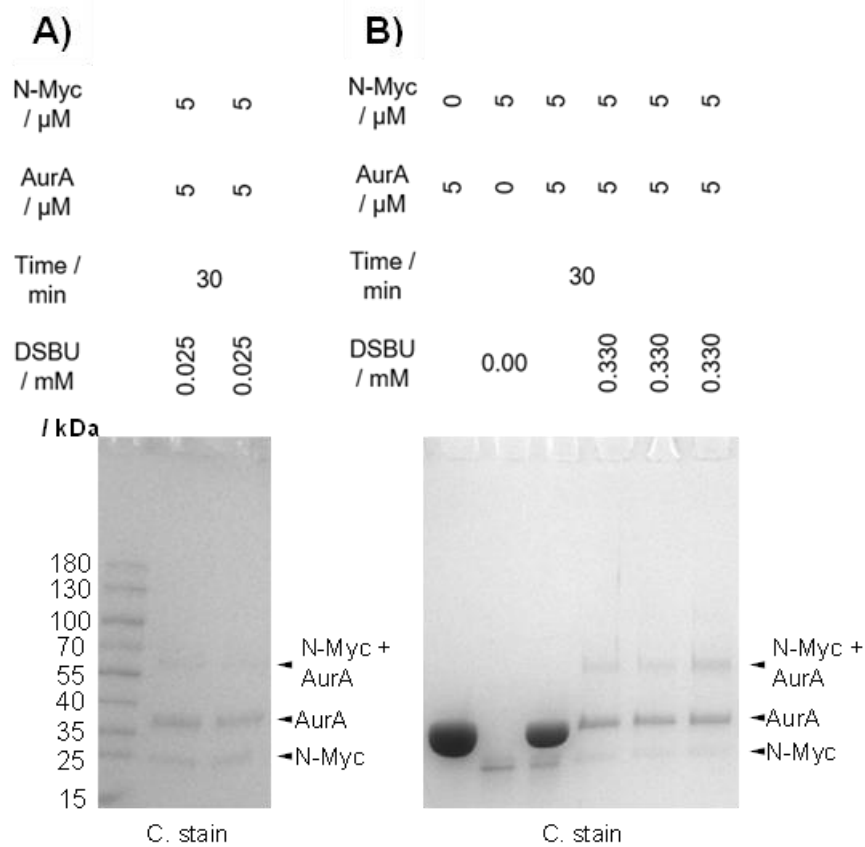 A)
B)
N-Myc / µM
5 5
AurA / µM
5 5
Time / min
30
DSBU / mM
0.025 0.025
/ kDa
180
130
100
70
55
40
35
25
15
N-Myc + AurA
AurA
N-Myc
C. stain
N-Myc / µM
0 5 5 5 5 5
AurA / µM
5 0 5 5 5 5
Time / min
30
DSBU / mM
0.00 0.330 0.330 0.330
N-Myc + AurA
AurA
N-Myc
C. stain